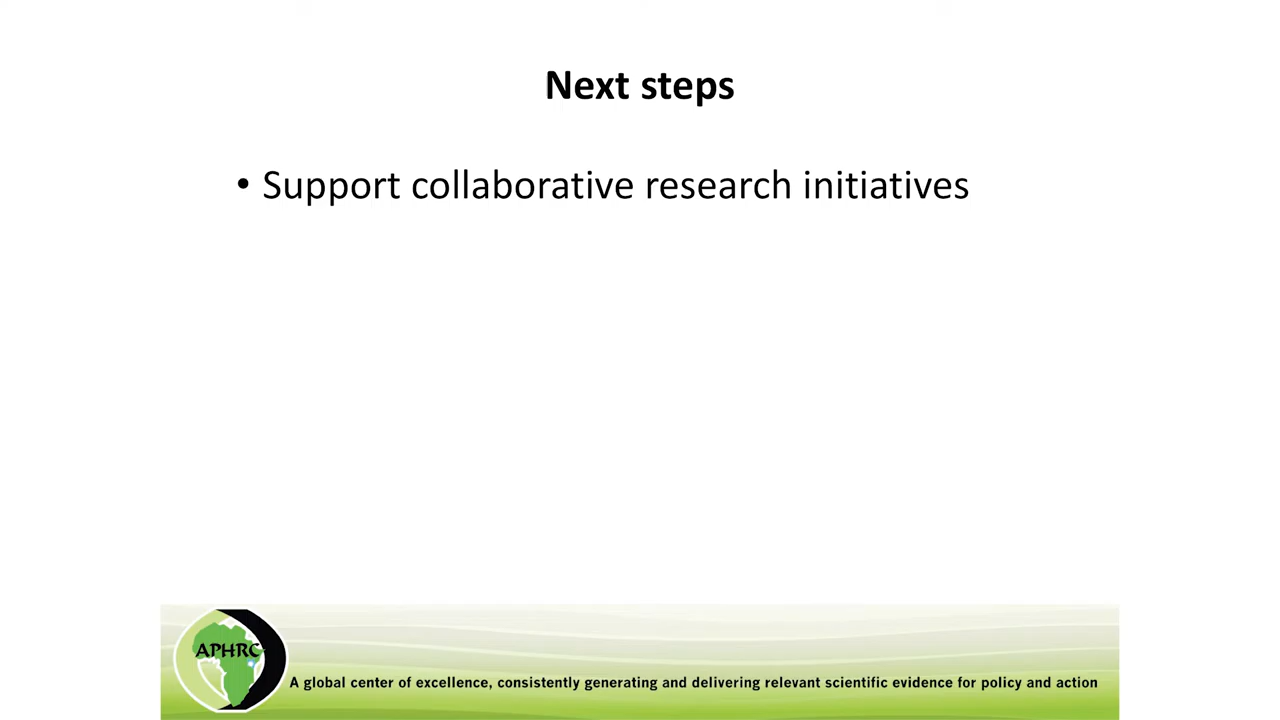 Next steps
• Support collaborative research initiatives
APHRC
A global center of excellence, consistently generating and delivering relevant scientific evidence for policy and action